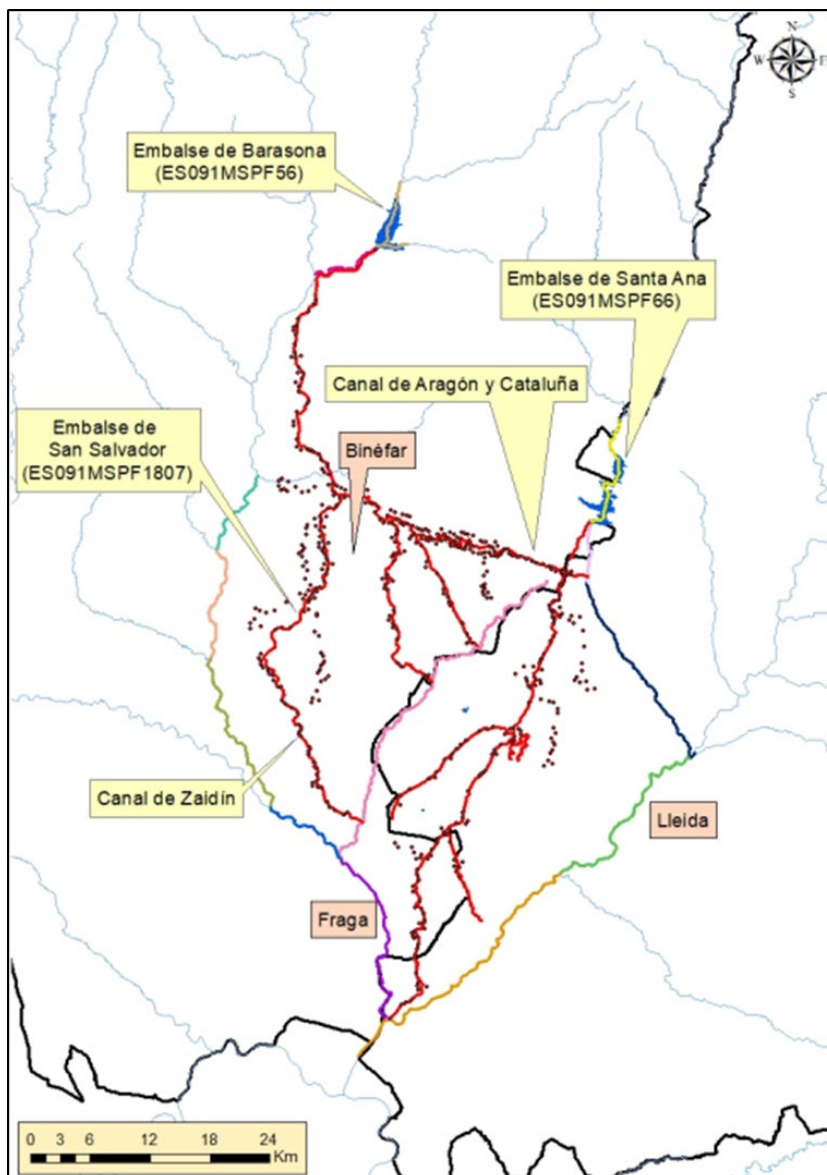 N
W
E
S
Embalse de Barasona
(ES091MSPF56)
Embalse de Santa Ana
(ES091MSPF66)
Canal de Aragón y Cataluña
Embalse de
San Salvador
(ES091MSPF1807)
Binéfar
Canal de Zaidín
Lleida
Fraga
0 3 6 12 18 24
Km